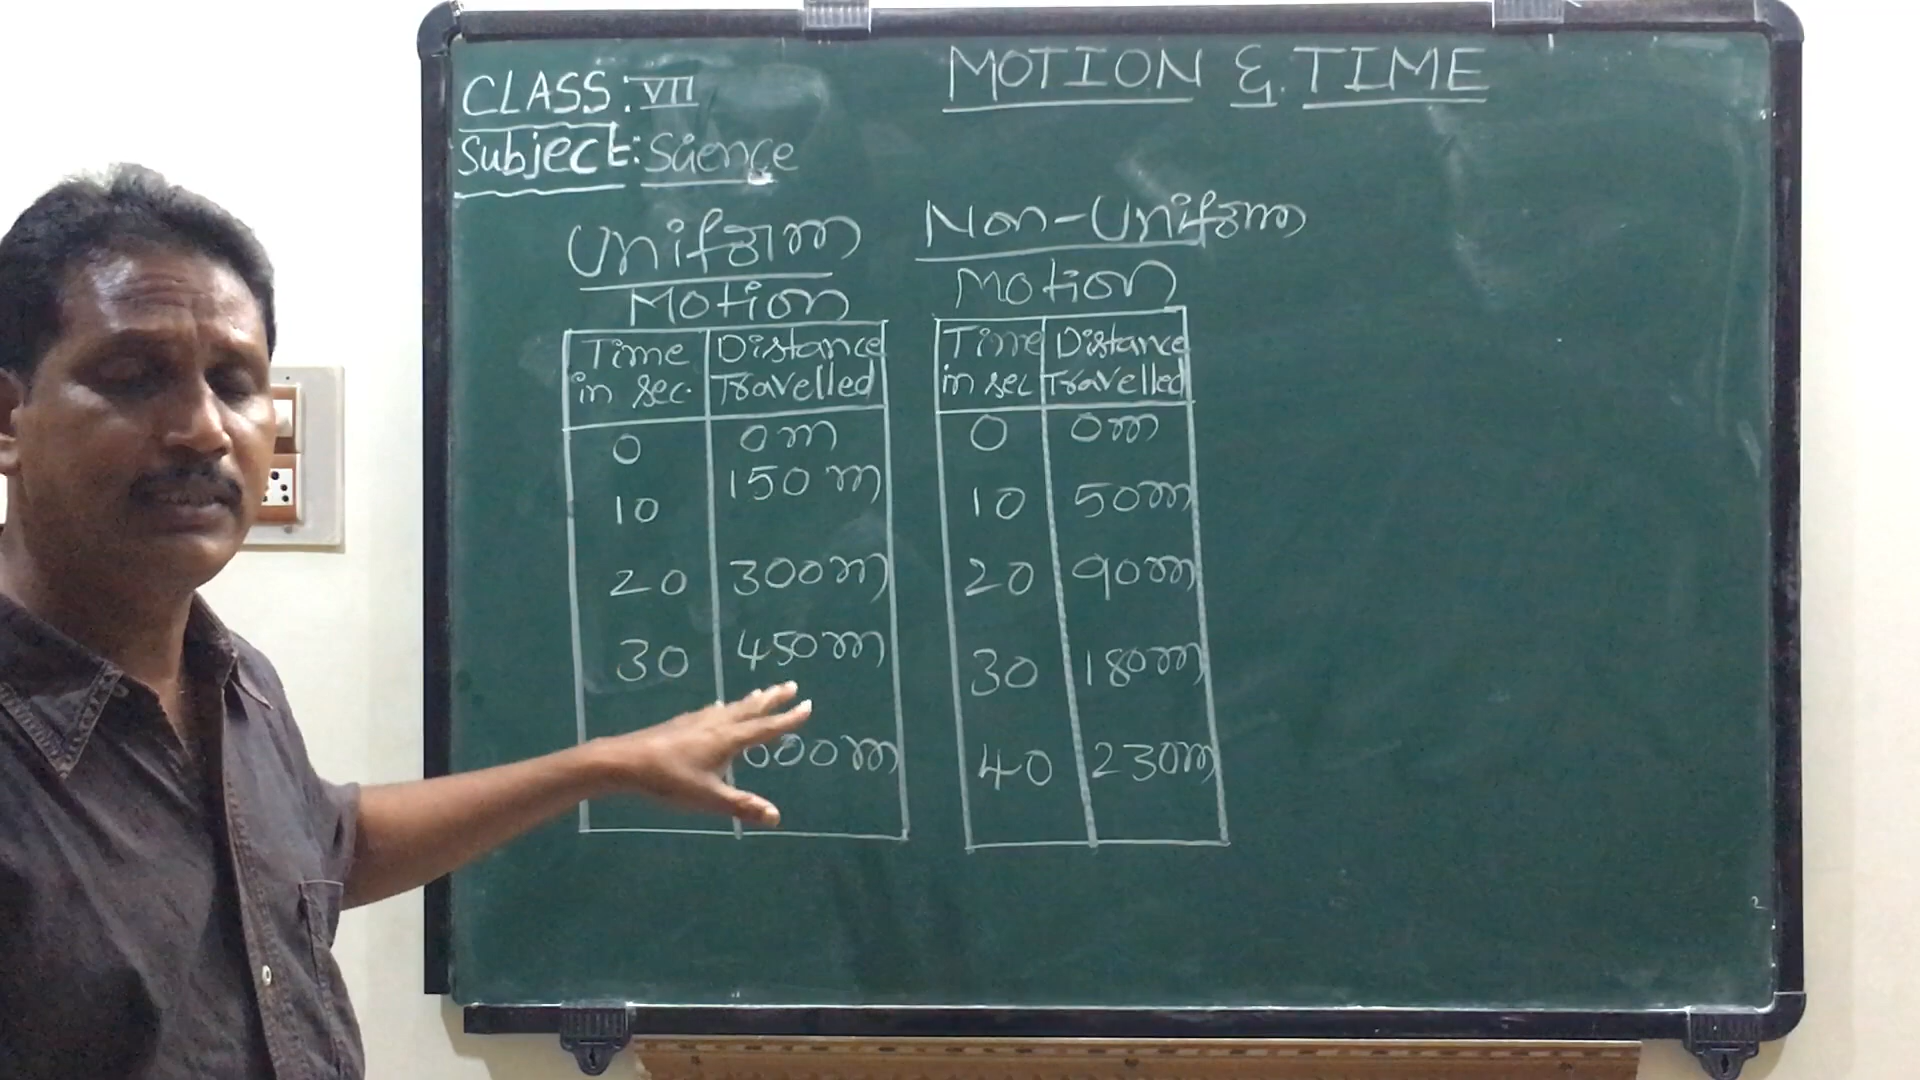 MOTION & TIME
CLASS: VII
Subject: Science
Uniform
Motion
Time
in sec.
Distance
Travelled
0 0m
10 150m
20 300m
30 450m
600m
Non-Uniform
Motion
Time
in sec
Distance
Travelled
0 0m
10 50m
20 90m
30 180m
40 230m